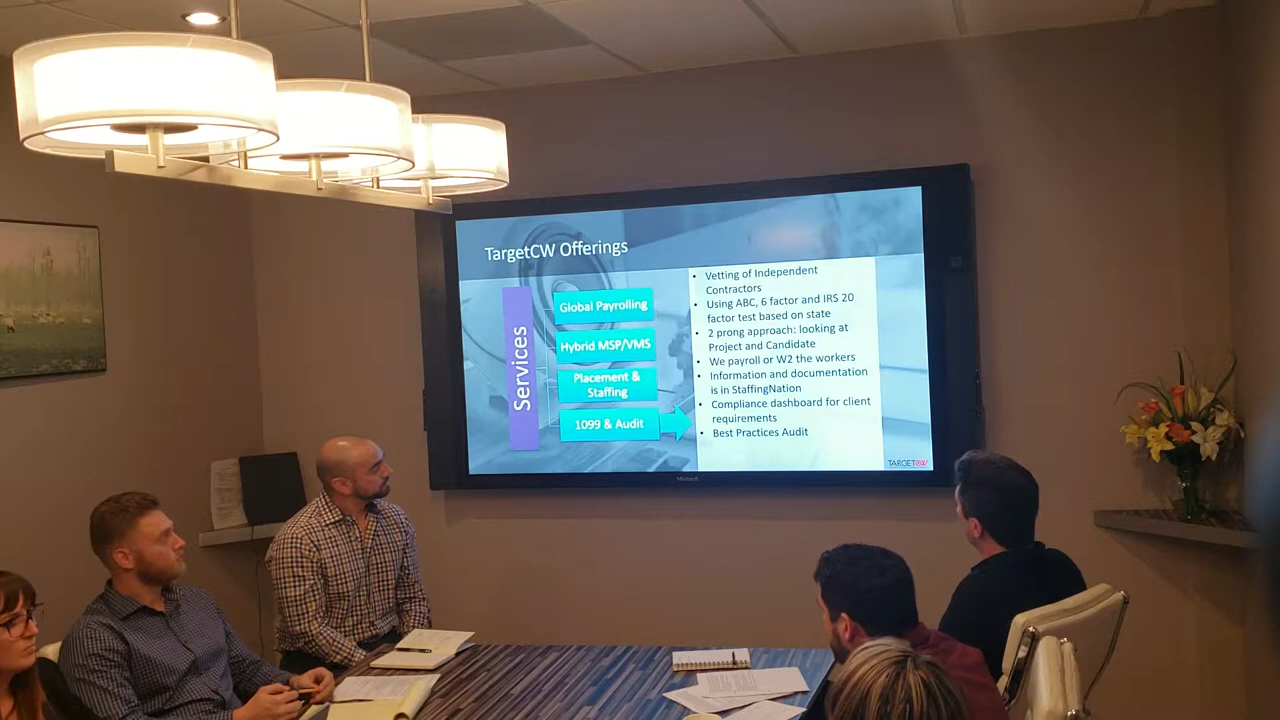 TargetCW Offerings
Services
Global Payrolling
Hybrid MSP/VMS
Placement &
Staffing
1099 & Audit
• Vetting of Independent
Contractors
• Using ABC, 6 factor and IRS 20
factor test based on state
• 2 prong approach: looking at
Project and Candidate
• We payroll or W2 the workers
• Information and documentation
is in StaffingNation
• Compliance dashboard for client
requirements
• Best Practices Audit
TARGETCW
Microsoft